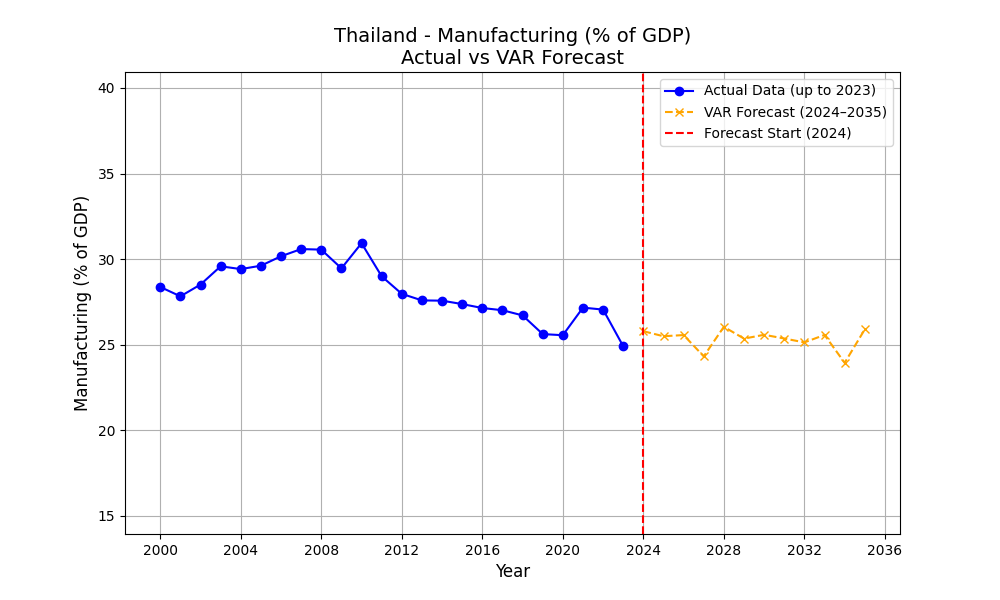 Thailand - Manufacturing (% of GDP)
Actual vs VAR Forecast
Actual Data (up to 2023)
VAR Forecast (2024–2035)
Forecast Start (2024)
Manufacturing (% of GDP)
40
35
30
25
20
15
2000 2004 2008 2012 2016 2020 2024 2028 2032 2036
Year